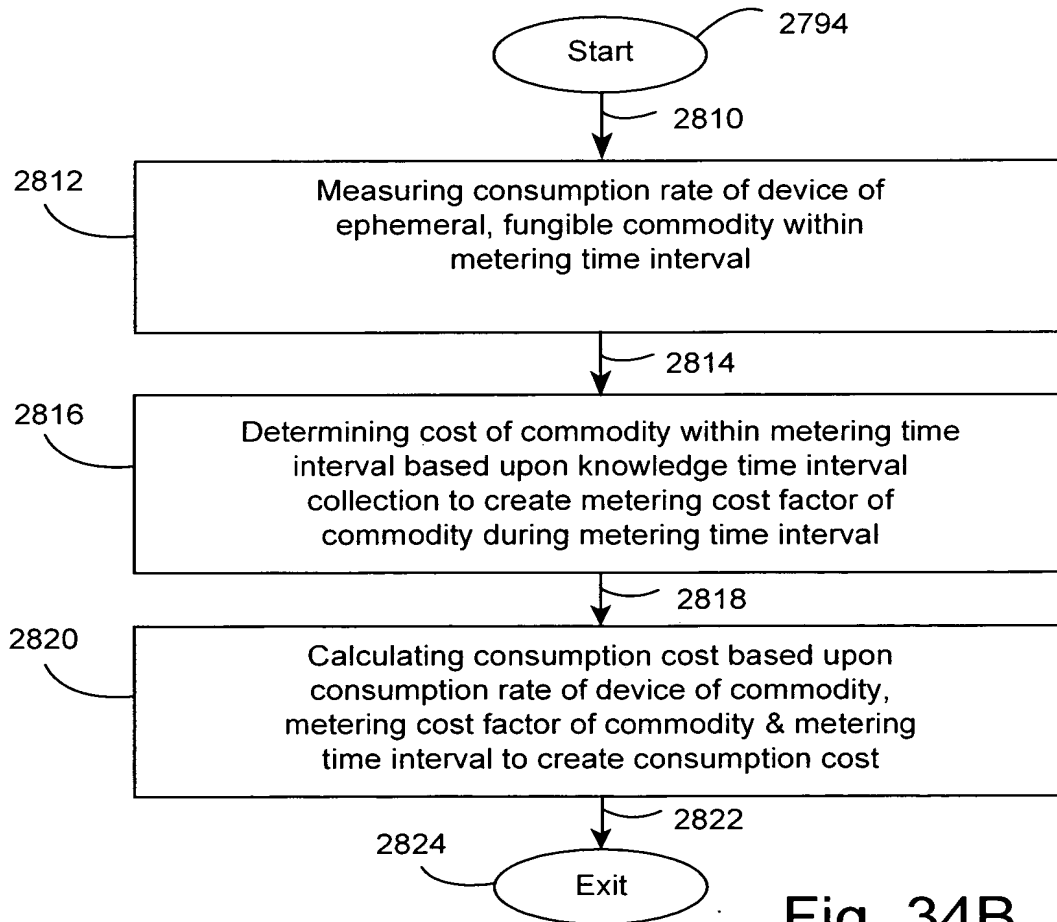 Start
2794
2810
2812
Measuring consumption rate of device of
ephemeral, fungible commodity within
metering time interval
2814
2816
Determining cost of commodity within metering time
interval based upon knowledge time interval
collection to create metering cost factor of
commodity during metering time interval
2818
2820
Calculating consumption cost based upon
consumption rate of device of commodity,
metering cost factor of commodity & metering
time interval to create consumption cost
2822
2824
Exit
Fig. 34B